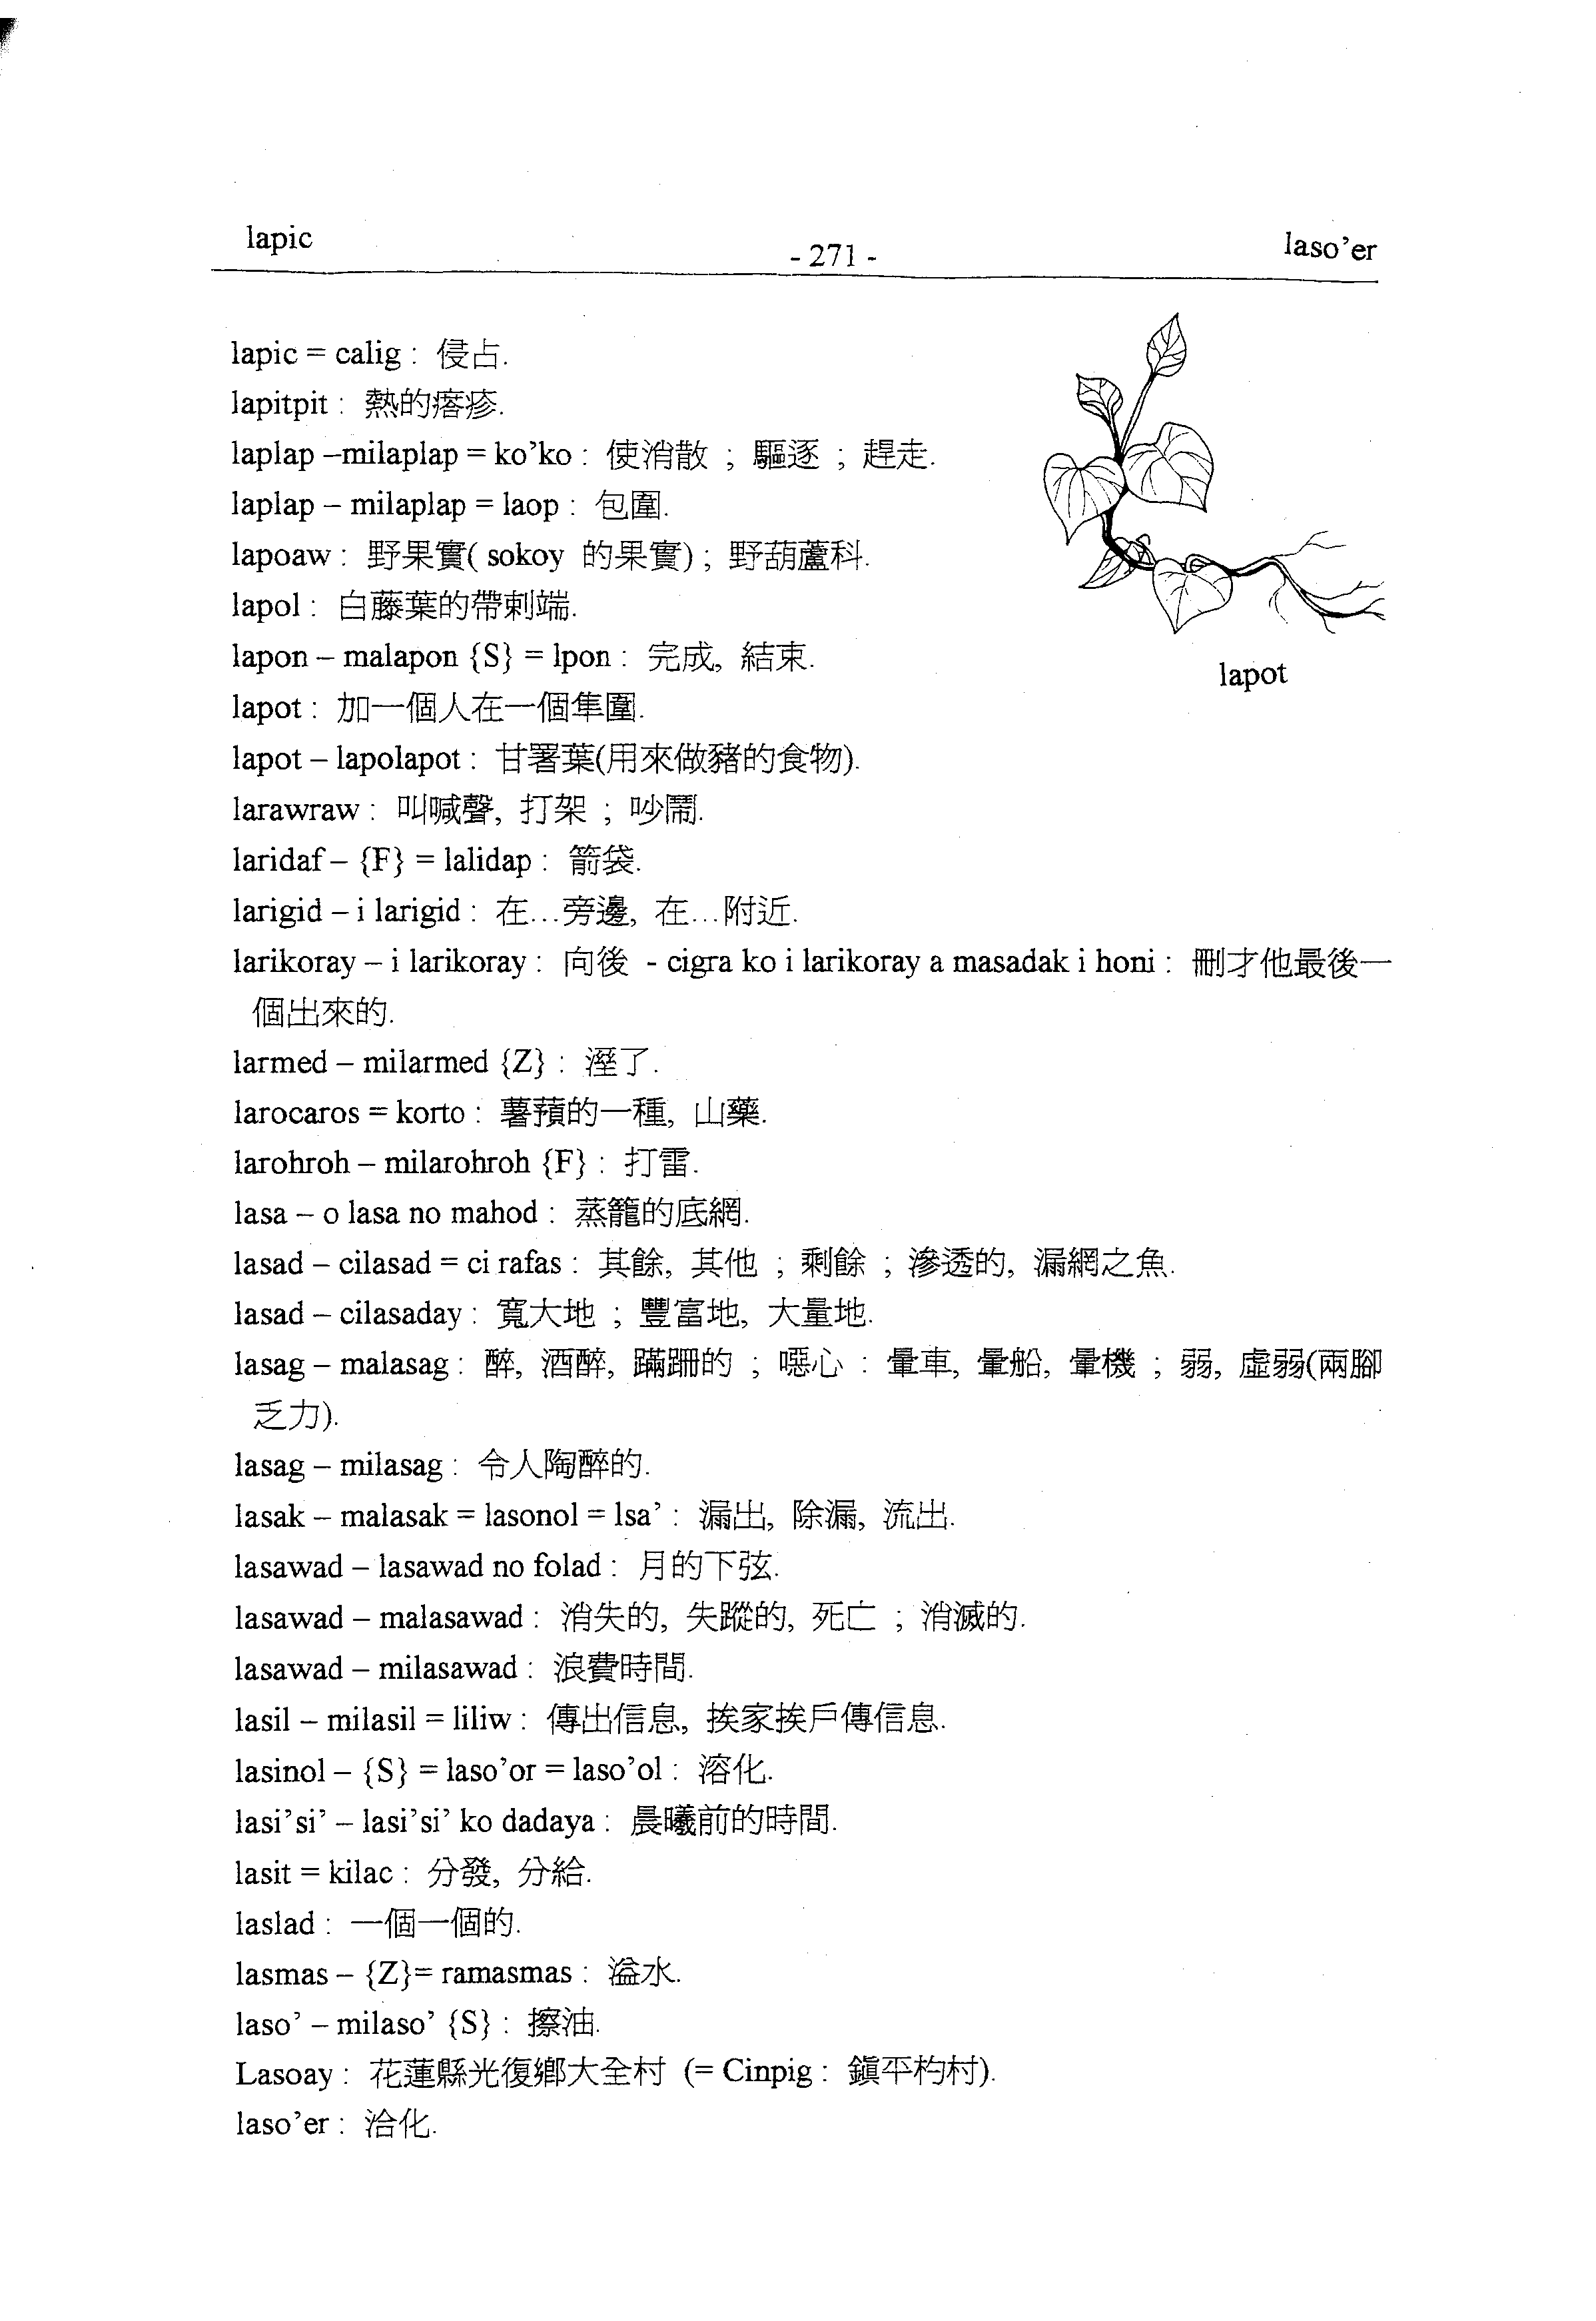 lapic
- 271 -
laso’er
lapic = calig : 侵占.
lapitpit : 熱的瘩疹.
laplap –milaplap = ko’ko : 使消散 ; 驅逐 ; 趕走.
laplap – milaplap = laop : 包圍.
lapoaw : 野果實( sokoy 的果實) ; 野葫蘆科.
lapol : 白藤葉的帶刺端.
lapon – malapon {S} = lpon : 完成, 結束.
lapot : 加一個人在一個隼圍.
lapot – lapolapot : 甘署葉(用來做豬的食物).
larawraw : 叫喊聲, 打架 ; 吵鬧.
laridaf – {F} = lalidap : 箭袋.
larigid – i larigid : 在...旁邊, 在...附近.
larikoray – i larikoray : 向後 - cigra ko i larikoray a masadak i honi : 刪才他最後一
個出來的.
larmed – milarmed {Z} : 溼了.
larocaros = korto : 薯蕷的一種, 山藥.
larohroh – milarohroh {F} : 打雷.
lasa – o lasa no mahod : 蒸籠的底網.
lasad – cilasad = ci rafas : 其餘, 其他 ; 剩餘 ; 滲透的, 漏網之魚.
lasad – cilasaday : 寬大地 ; 豐富地, 大量地.
lasag – malasag : 醉, 酒醉, 蹣跚的 ; 噁心 : 暈車, 暈船, 暈機 ; 弱, 虛弱(兩腳
乏力).
lasag – milasag : 令人陶醉的.
lasak – malasak = lasonol = lsa’ : 漏出, 除漏, 流出.
lasawad – lasawad no folad : 月的下弦.
lasawad – malasawad : 消失的, 失蹤的, 死亡 ; 消滅的.
lasawad – milasawad : 浪費時間.
lasil – milasil = liliw : 傳出信息, 挨家挨戶傳信息.
lasinol – {S} = laso’or = laso’ol : 溶化.
lasi’si’ – lasi’si’ ko dadaya : 晨曦前的時間.
lasit = kilac : 分發, 分給.
laslad : 一個一個的.
lasmas – {Z}= ramasmas : 溢水.
laso’ – milaso’ {S} : 擦油.
Lasoay : 花蓮縣光復鄉大全村 (= Cinpig : 鎮平杓村).
laso’er : 洽化.
lapot